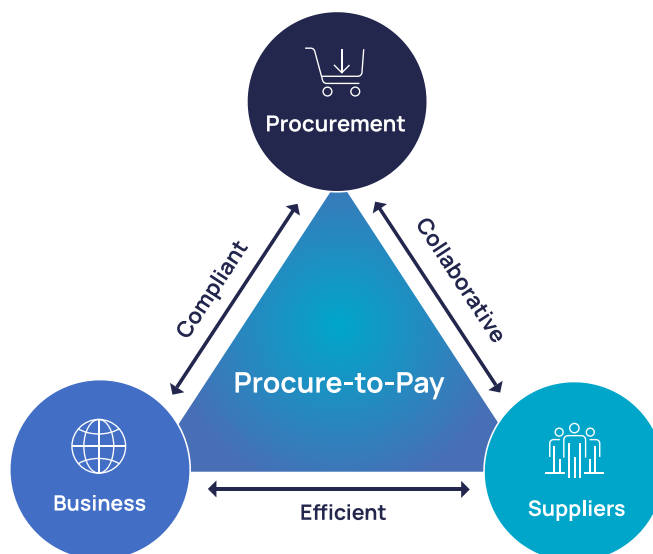 Procurement
Compliant
Collaborative
Procure-to-Pay
Business
Efficient
Suppliers